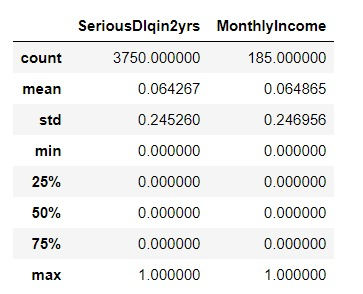 SeriousDlqin2yrs MonthlyIncome
count 3750.000000 185.000000
mean 0.064267 0.064865
std 0.245260 0.246956
min 0.000000 0.000000
25% 0.000000 0.000000
50% 0.000000 0.000000
75% 0.000000 0.000000
max 1.000000 1.000000